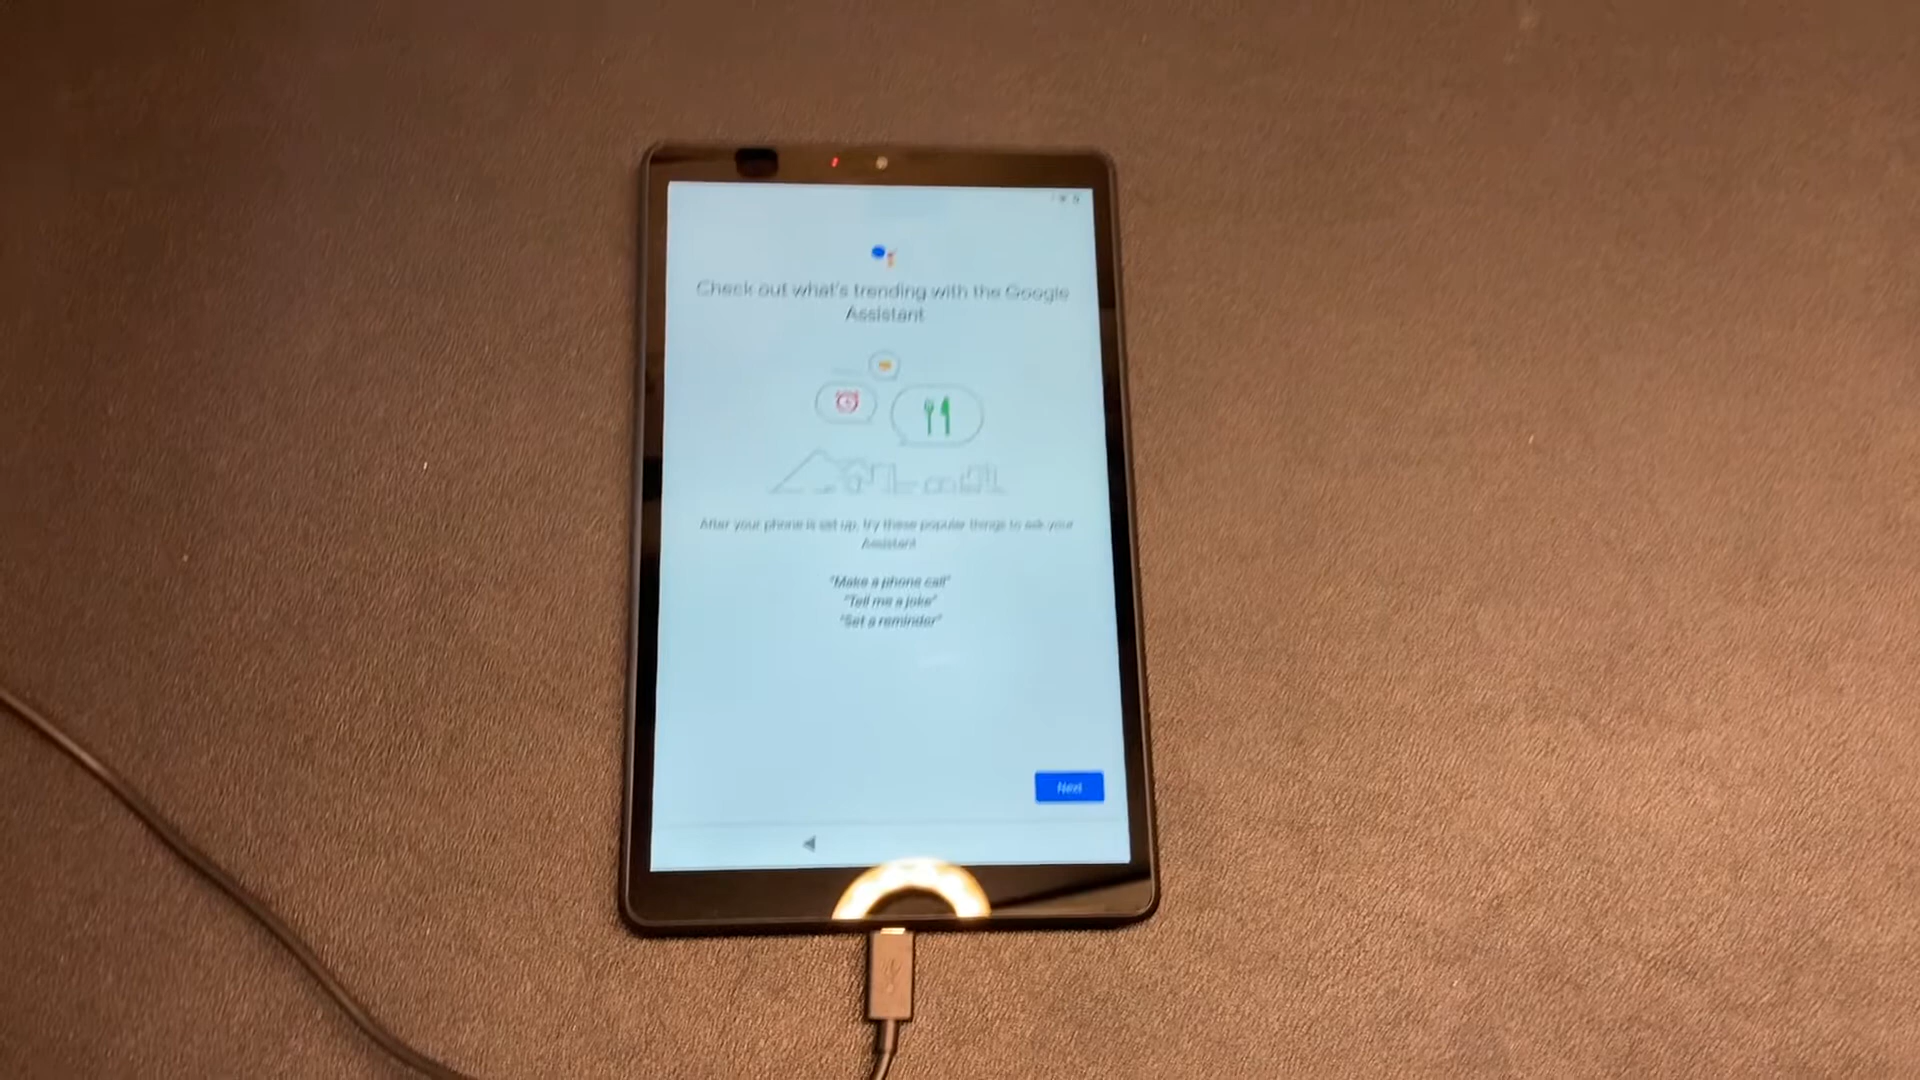 Check out what's trending with the Google
Assistant
After your phone is set up, try these popular things to ask your
Assistant
"Make a phone call"
"Tell me a joke"
"Set a reminder"
Next